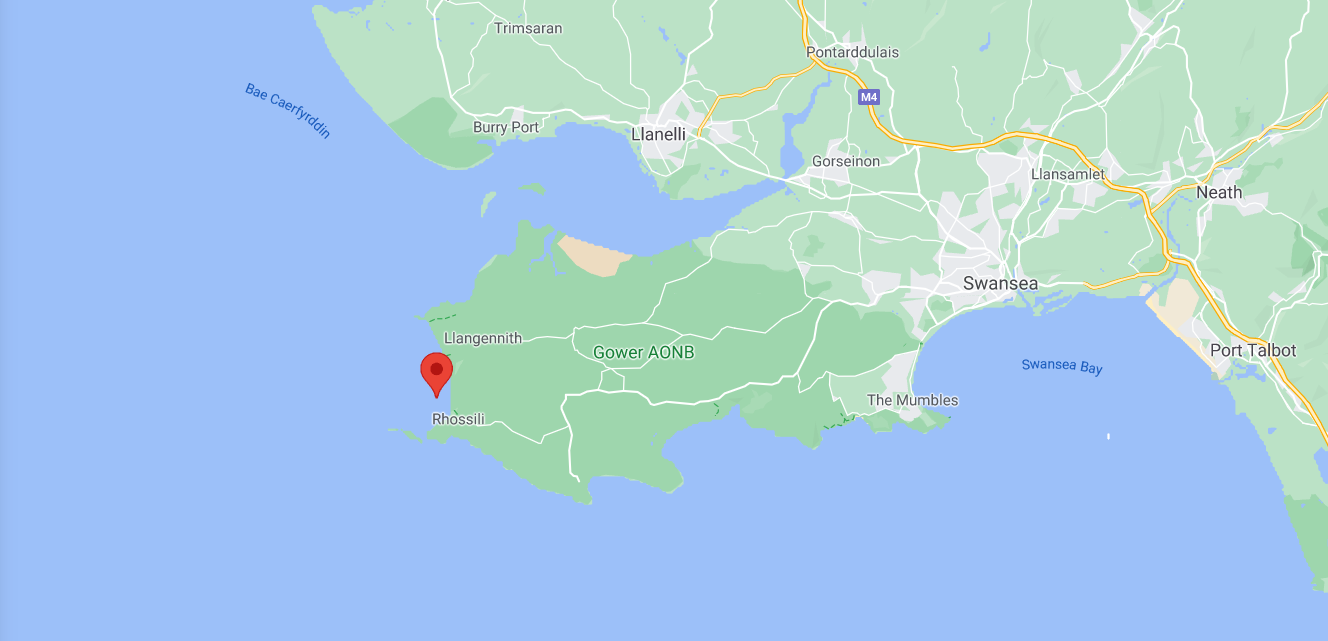 Trimsaran
Pontarddulais
Bae Caerfyrddin
M4
Burry Port
Llanelli
Gorseinon
Llansamlet
Neath
Swansea
Llangennith
Gower AONB
Port Talbot
Swansea Bay
The Mumbles
Rhossili